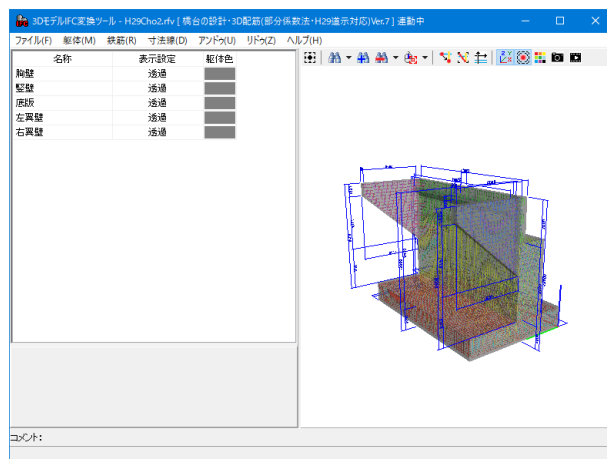 3DモデルIFC変換ツール - H29Cho2.rfv [ 橋台の設計・3D配筋(部分係数法・H29道示対応)Ver.7 ] 連動中
ファイル(F) 躯体(M) 鉄筋(R) 寸法線(D) アンドゥ(U) リドゥ(Z) ヘルプ(H)
名称 表示設定 躯体色
胸壁 透過
竪壁 透過
底版 透過
左翼壁 透過
右翼壁 透過
コメント: